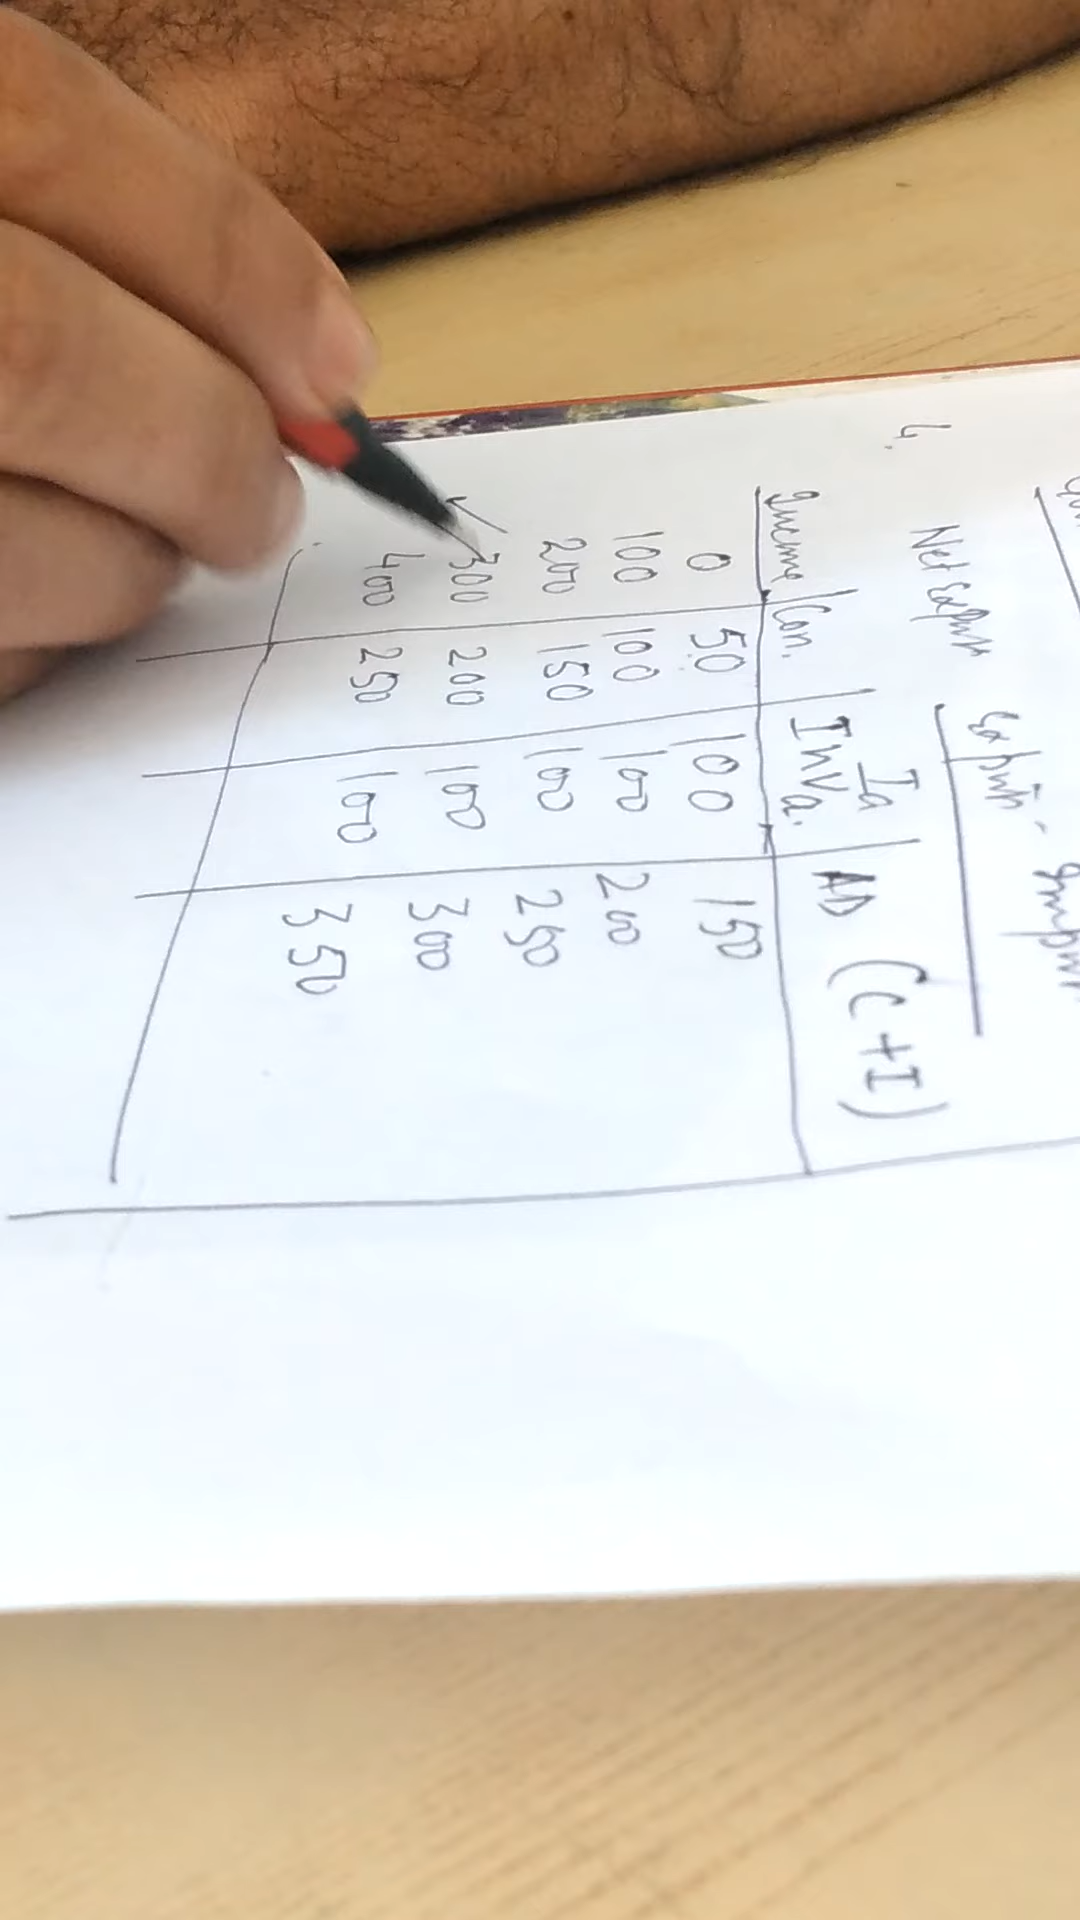 Export -
4. Net Export
Income Con. Inva. Ia AD (C+I)
0 50 100 150
100 100 100 200
200 150 100 250
300 200 100 300
400 250 100 350